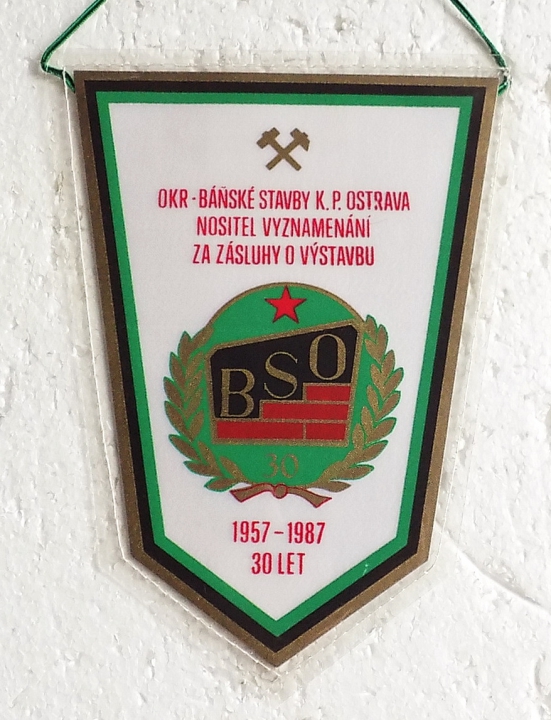 OKR - BÁŇSKÉ STAVBY K. P. OSTRAVA
NOSITEL VYZNAMENÁNÍ
ZA ZÁSLUHY O VÝSTAVBU
BSO
30
1957 - 1987
30 LET